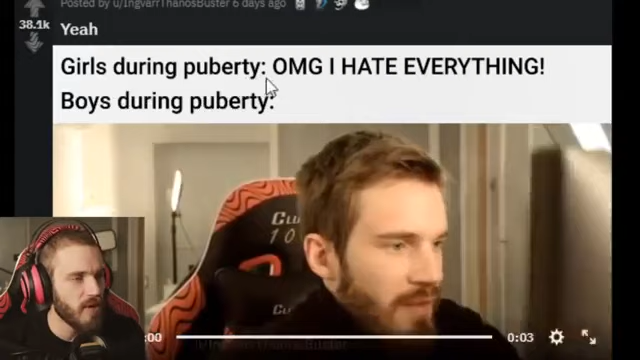 Posted by u/IngvarrThanosBuster 6 days ago
38.1k
Yeah
Girls during puberty: OMG I HATE EVERYTHING!
Boys during puberty:
:00
0:03